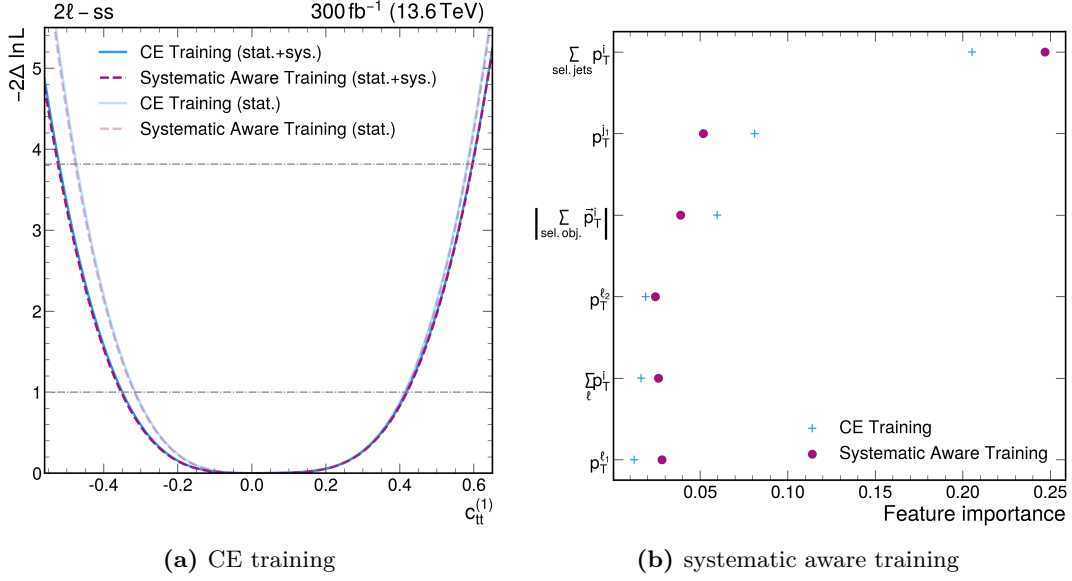 2ℓ – ss 300 fb⁻¹ (13.6 TeV)
−2Δ ln L
CE Training (stat.+sys.)
Systematic Aware Training (stat.+sys.)
CE Training (stat.)
Systematic Aware Training (stat.)
5
4
3
2
1
0
-0.4 -0.2 0.0 0.2 0.4 0.6
c_tt^(1)
(a) CE training
∑_sel. jets p_T^i
p_T^j₁
|∑_sel. obj. p⃗_T^i|
p_T^ℓ₂
∑_ℓ p_T^i
p_T^ℓ₁
CE Training
Systematic Aware Training
0.05 0.10 0.15 0.20 0.25
Feature importance
(b) systematic aware training